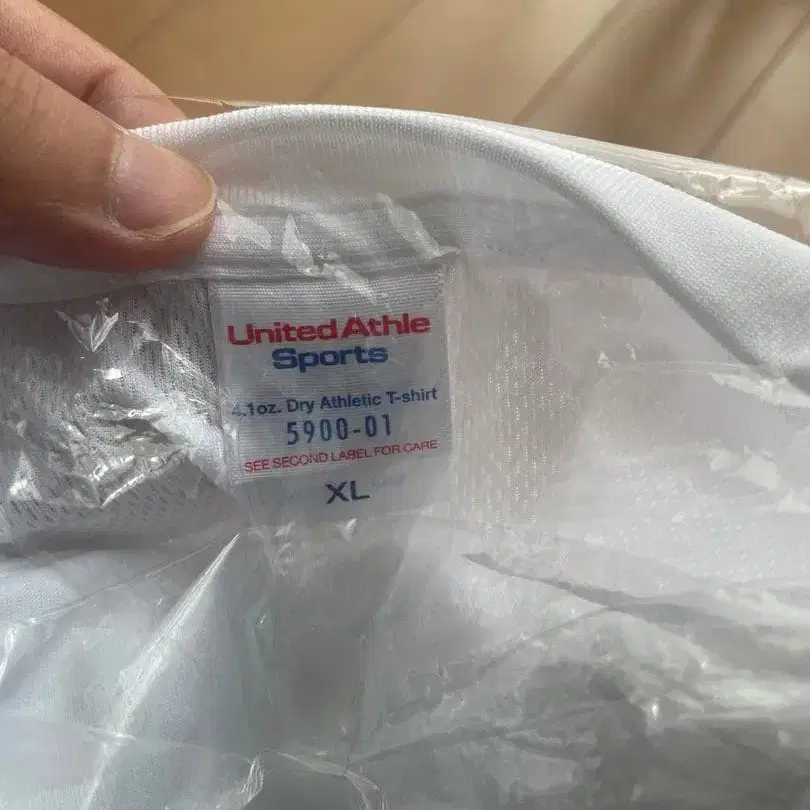 United Athle
Sports
4.1oz. Dry Athletic T-shirt
5900-01
SEE SECOND LABEL FOR CARE
XL